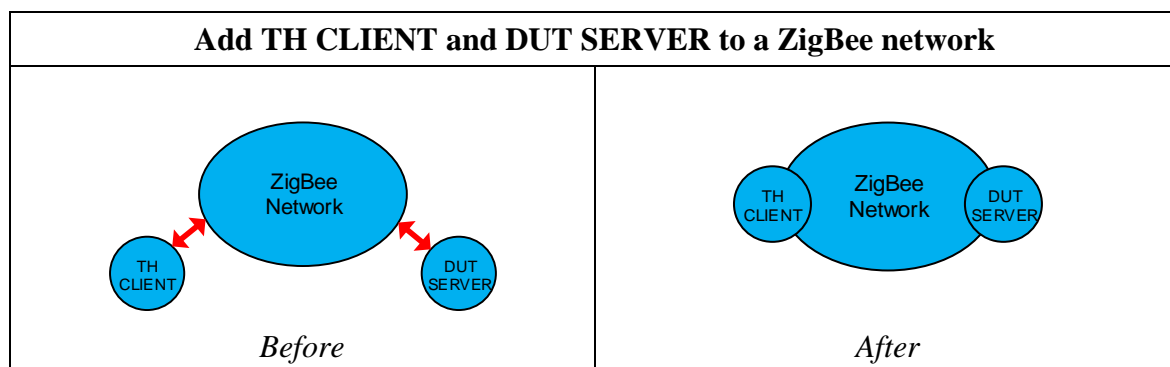 Add TH CLIENT and DUT SERVER to a ZigBee network
ZigBee
Network
TH
CLIENT
DUT
SERVER
Before
TH
CLIENT
ZigBee
Network
DUT
SERVER
After